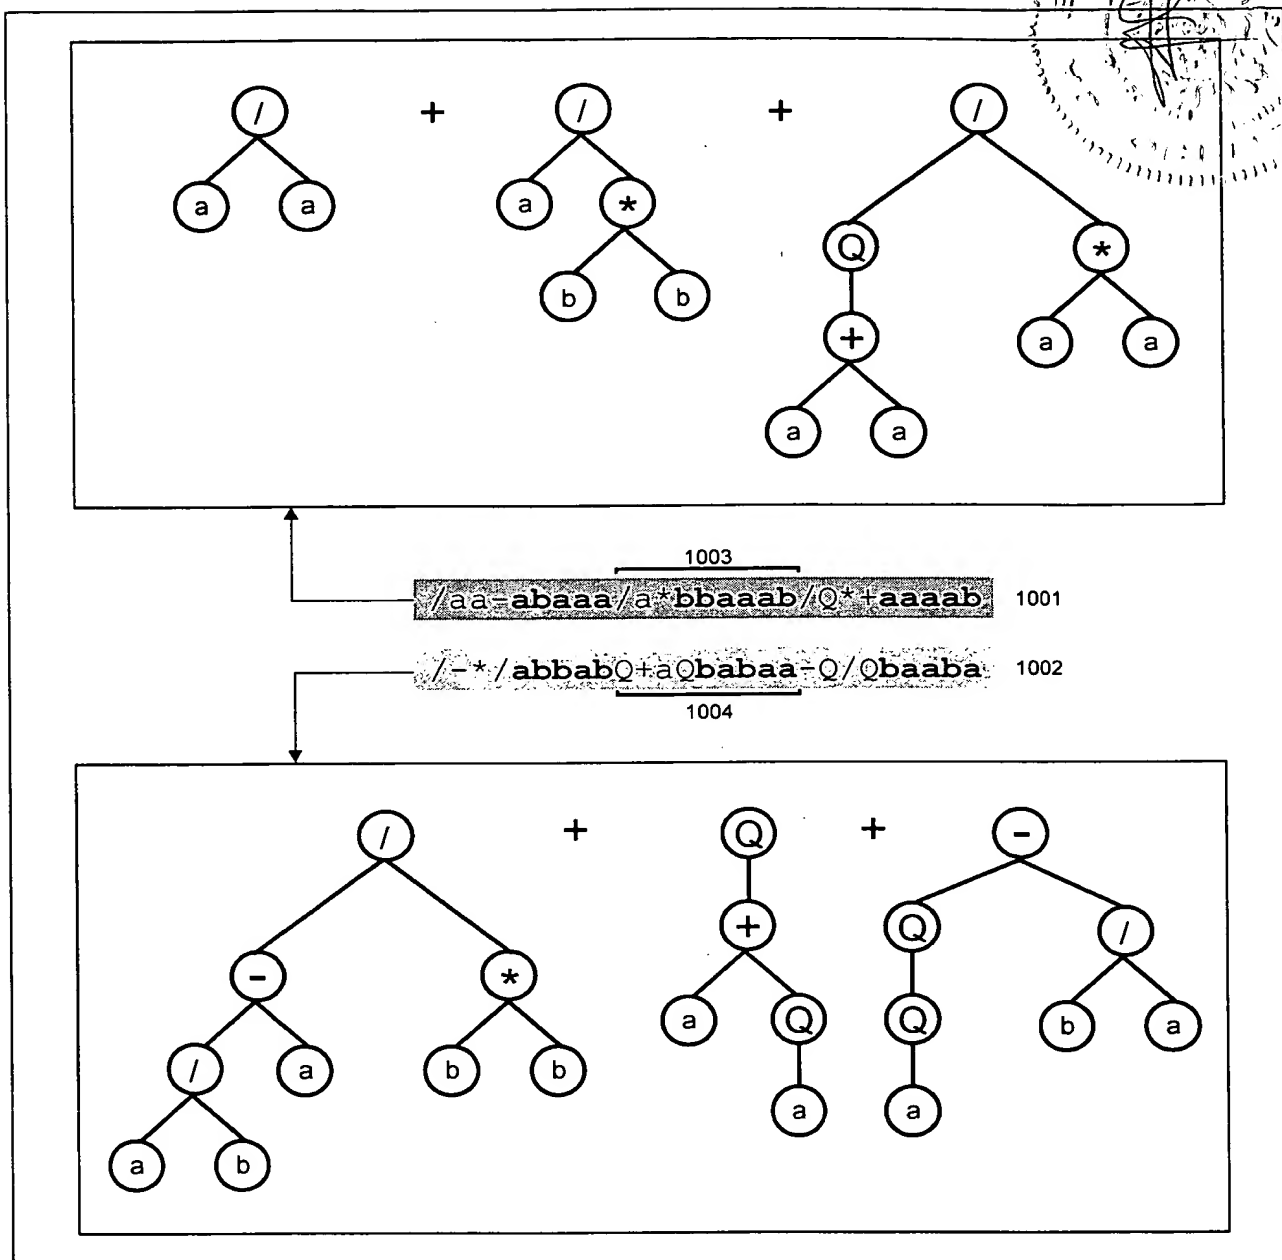 / + / + /
a a a *
Q *
b b
+ a a
a a
1003
/aa-abaaa/a*bbaaab/Q*+aaaab 1001
/-*/abbabQ+aQbabaa-Q/Qbaaba 1002
1004
/ + Q + -
+ Q /
- *
a Q Q b a
/ a b b
a a
a b